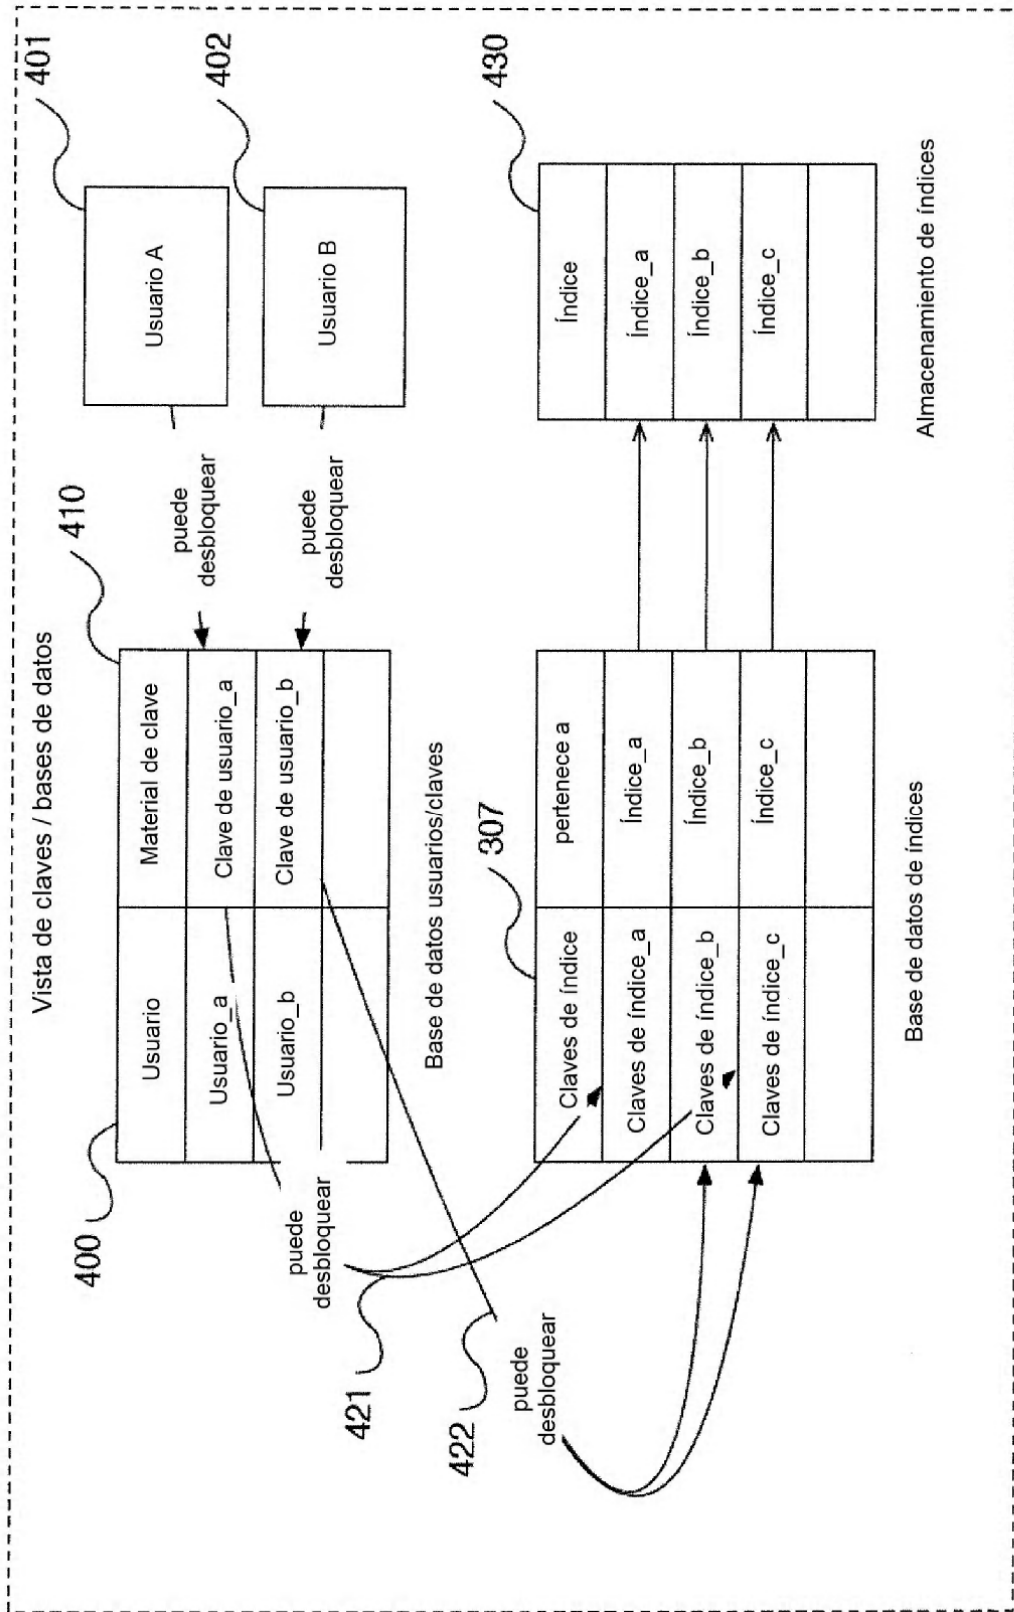 Vista de claves / bases de datos
400
410
401
Usuario
Material de clave
Usuario_a
Clave de usuario_a
Usuario_b
Clave de usuario_b
puede
desbloquear
Usuario A
402
puede
desbloquear
Usuario B
Base de datos usuarios/claves
puede
desbloquear
421
422
puede
desbloquear
307
Claves de índice
pertenece a
Claves de índice_a
Índice_a
Claves de índice_b
Índice_b
Claves de índice_c
Índice_c
Base de datos de índices
430
Índice
Índice_a
Índice_b
Índice_c
Almacenamiento de índices